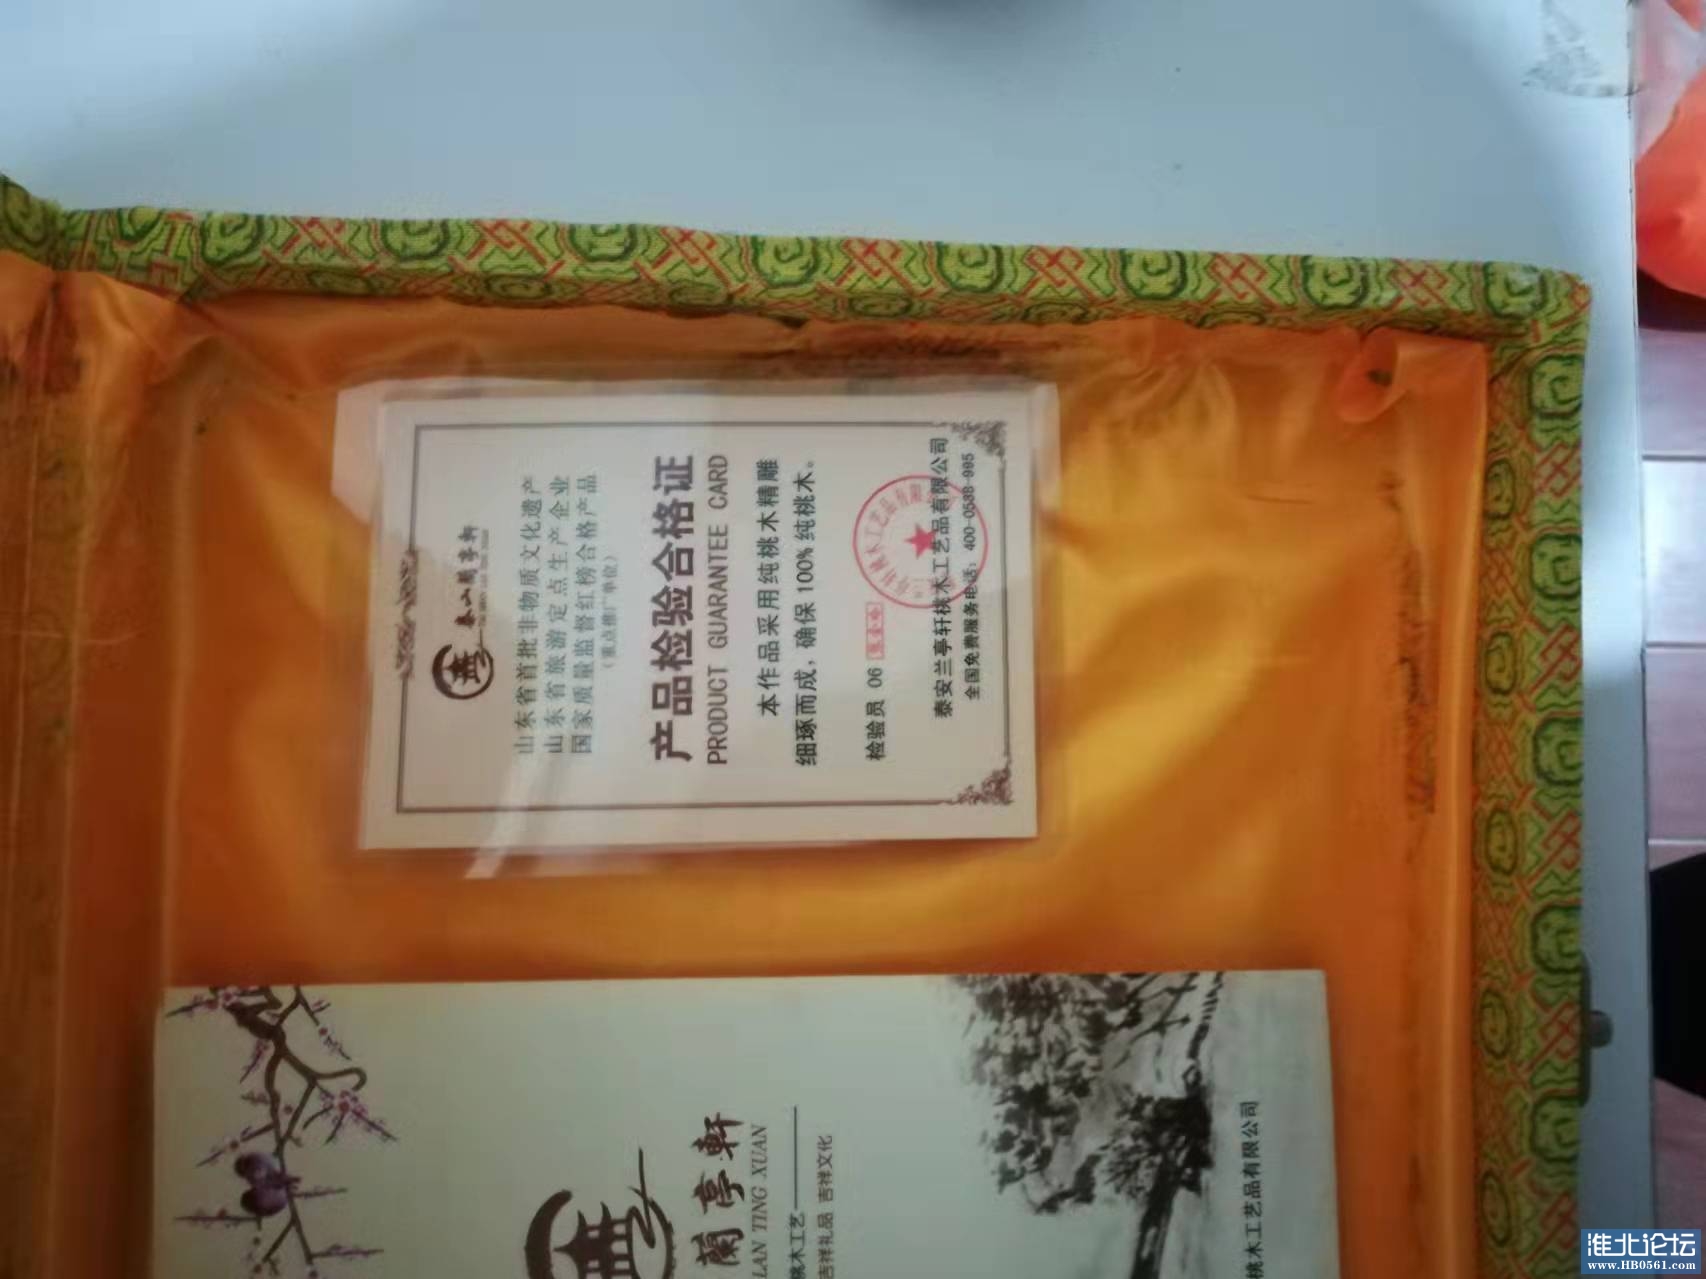 泰山蘭亭軒
山东省首批非物质文化遗产
山东省旅游定点生产企业
国家质量监督红榜合格产品
(重点推广单位)
产品检验合格证
PRODUCT GUARANTEE CARD
本作品采用纯桃木精雕
细琢而成,确保100%纯桃木。
检验员 06
泰安兰亭轩桃木工艺品有限公司
全国免费服务电话:400-0538-995
蘭亭軒
LAN TING XUAN
桃木工艺
吉祥礼品 吉祥文化
桃木工艺品有限公司
淮北论坛
www.HB0561.com